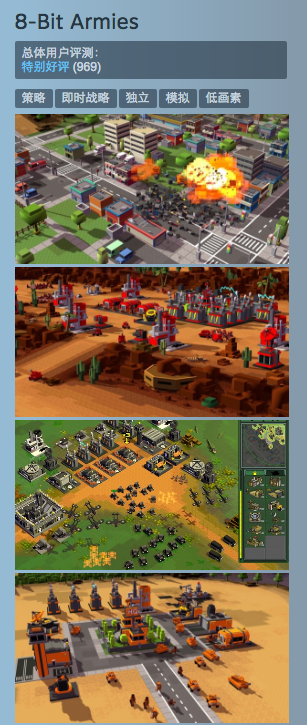 8-Bit Armies
总体用户评测：
特别好评 (969)
策略 即时战略 独立 模拟 低画素